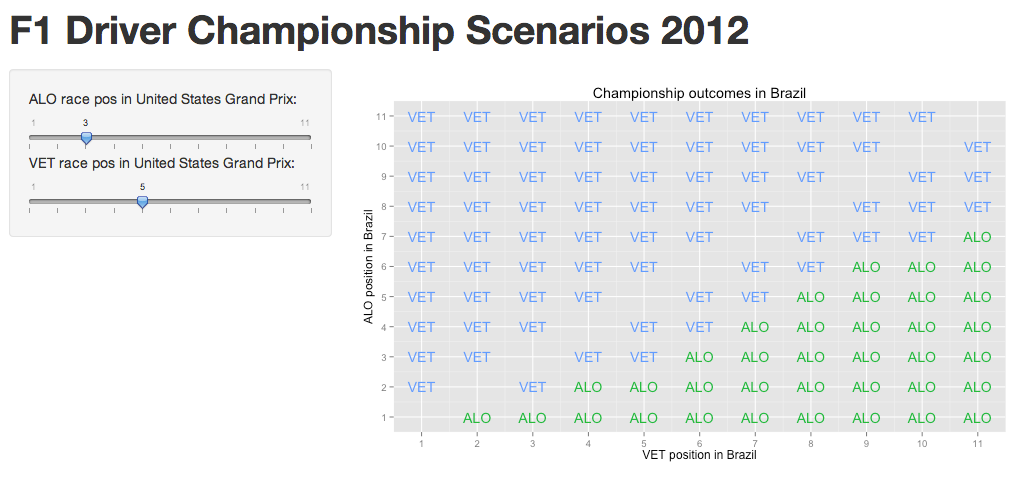 F1 Driver Championship Scenarios 2012
ALO race pos in United States Grand Prix:
1 3 11
VET race pos in United States Grand Prix:
1 5 11
Championship outcomes in Brazil
ALO position in Brazil
11 VET VET VET VET VET VET VET VET VET VET
10 VET VET VET VET VET VET VET VET VET VET
9 VET VET VET VET VET VET VET VET VET VET
8 VET VET VET VET VET VET VET VET VET VET
7 VET VET VET VET VET VET VET VET VET ALO
6 VET VET VET VET VET VET VET ALO ALO ALO
5 VET VET VET VET VET VET ALO ALO ALO ALO
4 VET VET VET VET VET ALO ALO ALO ALO ALO
3 VET VET VET VET ALO ALO ALO ALO ALO ALO
2 VET VET ALO ALO ALO ALO ALO ALO ALO ALO
1 ALO ALO ALO ALO ALO ALO ALO ALO ALO ALO
1 2 3 4 5 6 7 8 9 10 11
VET position in Brazil